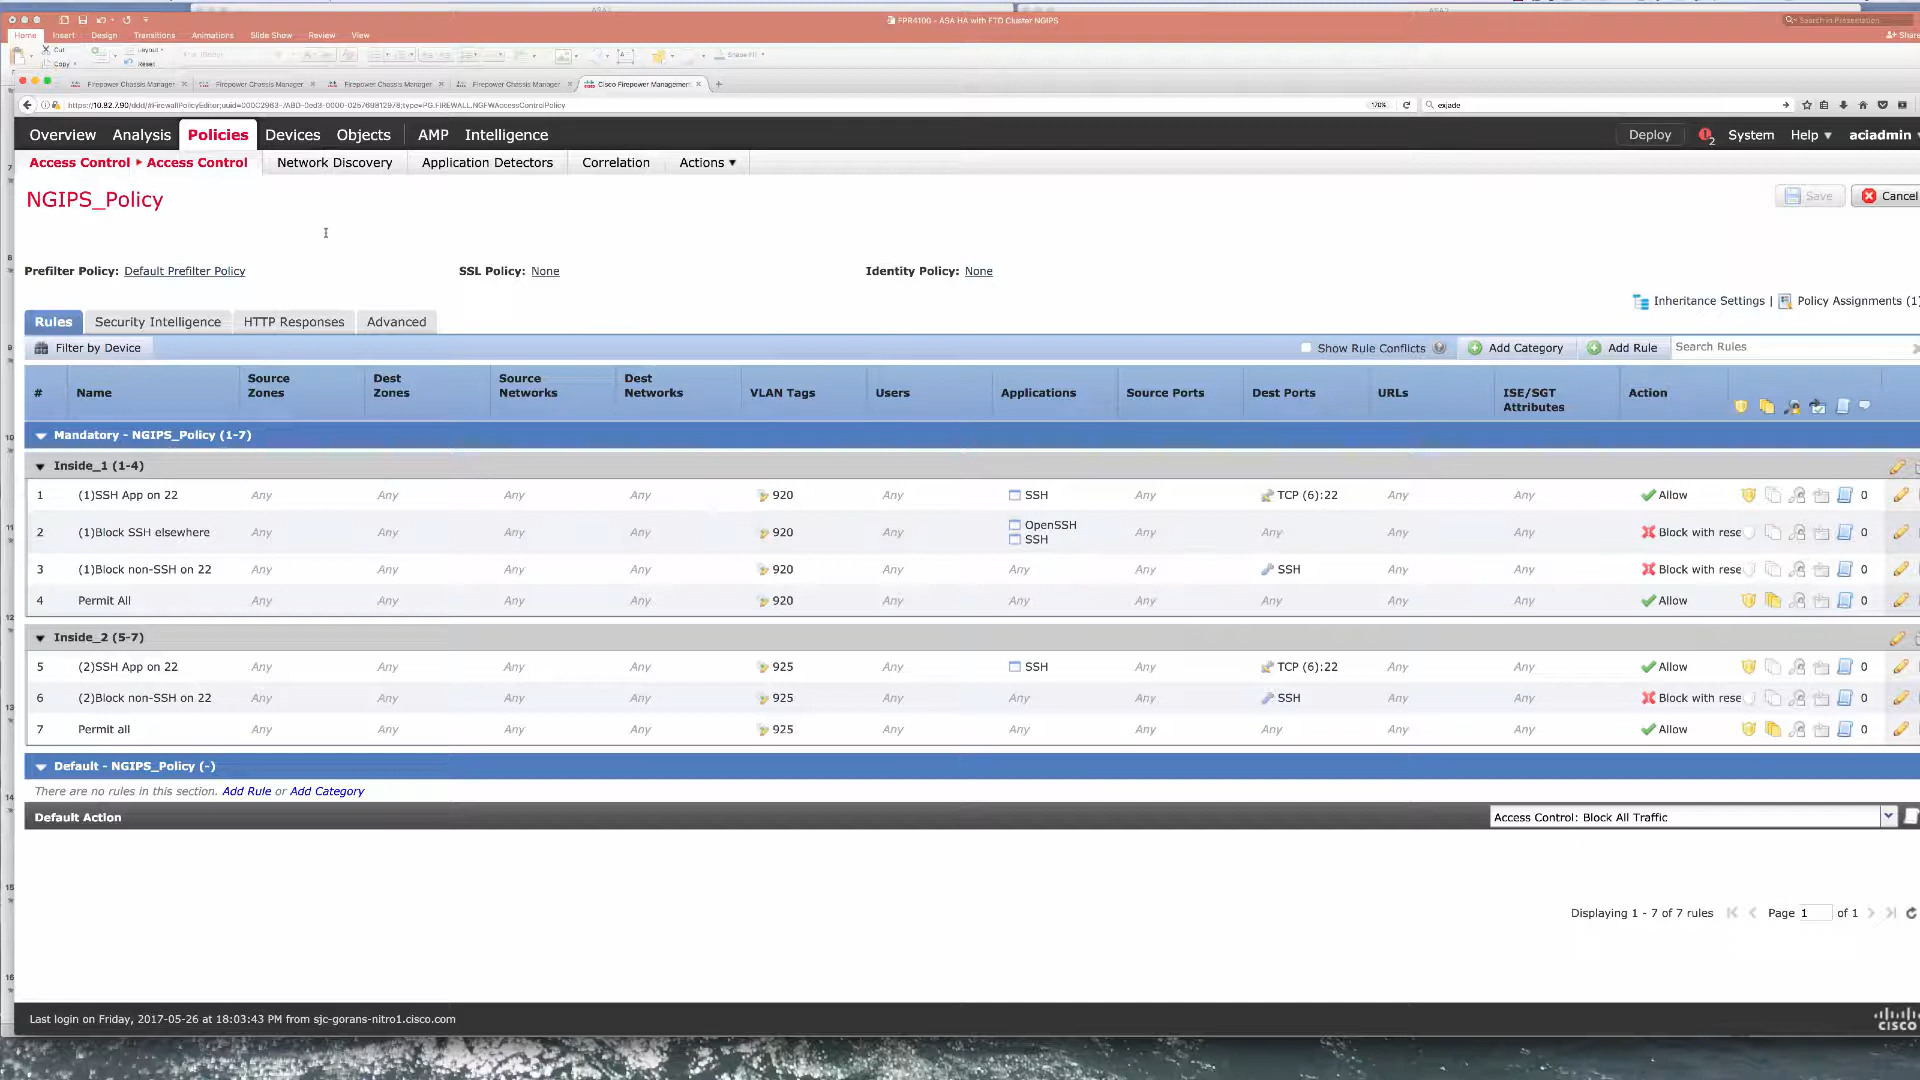 FPR4100 - ASA HA with FTD Cluster NGIPS
Search in Presentation
Home Insert Design Transitions Animations Slide Show Review View
Share
Cut
Copy
Layout
Reset
Shape Fill
Firepower Chassis Manager
Firepower Chassis Manager
Firepower Chassis Manager
Firepower Chassis Manager
Cisco Firepower Management
170%
exjade
Overview Analysis Policies Devices Objects AMP Intelligence
Deploy 2 System Help aciadmin
Access Control Access Control Network Discovery Application Detectors Correlation Actions
NGIPS_Policy
Save Cancel
Prefilter Policy: Default Prefilter Policy SSL Policy: None Identity Policy: None
Inheritance Settings | Policy Assignments (1)
Rules Security Intelligence HTTP Responses Advanced
Filter by Device Show Rule Conflicts Add Category Add Rule Search Rules
# Name Source Zones Dest Zones Source Networks Dest Networks VLAN Tags Users Applications Source Ports Dest Ports URLs ISE/SGT Attributes Action
Mandatory - NGIPS_Policy (1-7)
Inside_1 (1-4)
1 (1)SSH App on 22 Any Any Any Any 920 Any SSH Any TCP (6):22 Any Any Allow 0
2 (1)Block SSH elsewhere Any Any Any Any 920 Any OpenSSH SSH Any Any Any Any Block with rese 0
3 (1)Block non-SSH on 22 Any Any Any Any 920 Any Any Any SSH Any Any Block with rese 0
4 Permit All Any Any Any Any 920 Any Any Any Any Any Any Allow 0
Inside_2 (5-7)
5 (2)SSH App on 22 Any Any Any Any 925 Any SSH Any TCP (6):22 Any Any Allow 0
6 (2)Block non-SSH on 22 Any Any Any Any 925 Any Any Any SSH Any Any Block with rese 0
7 Permit all Any Any Any Any 925 Any Any Any Any Any Any Allow 0
Default - NGIPS_Policy (-)
There are no rules in this section. Add Rule or Add Category
Default Action Access Control: Block All Traffic
Displaying 1 - 7 of 7 rules Page 1 of 1
Last login on Friday, 2017-05-26 at 18:03:43 PM from sjc-gorans-nitro1.cisco.com
CISCO